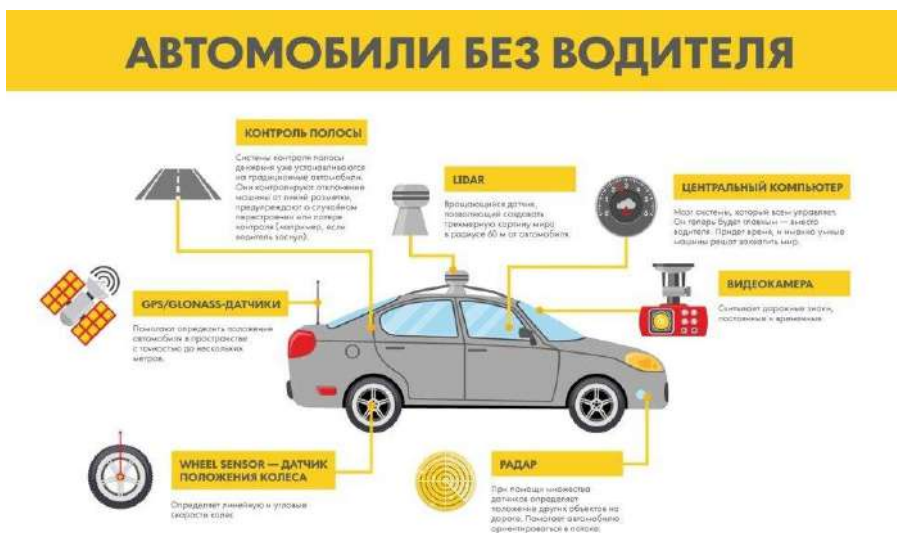 АВТОМОБИЛИ БЕЗ ВОДИТЕЛЯ
КОНТРОЛЬ ПОЛОСЫ
Системы контроля полосы
движения уже устанавливаются
на традиционные автомобили.
Они контролируют отклонение
машины от линий разметки,
предупреждают о случайном
перестроении или потере
контроля (например, если
водитель заснул).
LIDAR
Вращающийся датчик,
позволяющий создавать
трехмерную картину мира
в радиусе 60 м от автомобиля.
ЦЕНТРАЛЬНЫЙ КОМПЬЮТЕР
Мозг системы, который всем управляет.
Он теперь будет главным — вместо
водителя. Придет время, и именно умные
машины решат захватить мир.
GPS/GLONASS-ДАТЧИКИ
Помогают определить положение
автомобиля в пространстве
с точностью до нескольких
метров.
ВИДЕОКАМЕРА
Считывает дорожные знаки,
постоянные и временные
WHEEL SENSOR — ДАТЧИК
ПОЛОЖЕНИЯ КОЛЕСА
Определяет линейную и угловые
скорости колес
РАДАР
При помощи множества
датчиков определяет
положение других объектов на
дороге. Помогает автомобилю
ориентироваться в потоке.